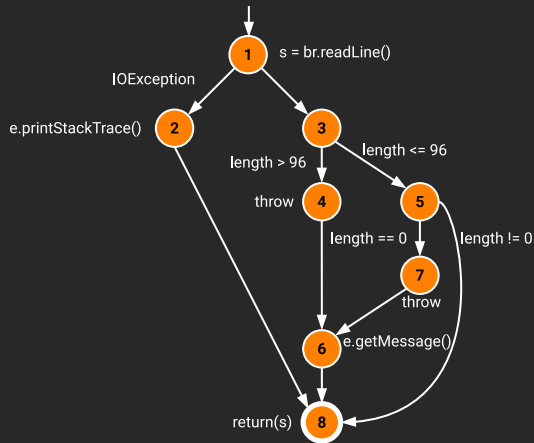 1
s = br.readLine()
IOException
e.printStackTrace()
2
3
length > 96
length <= 96
throw
4
5
length == 0
length != 0
7
throw
6
e.getMessage()
return(s)
8